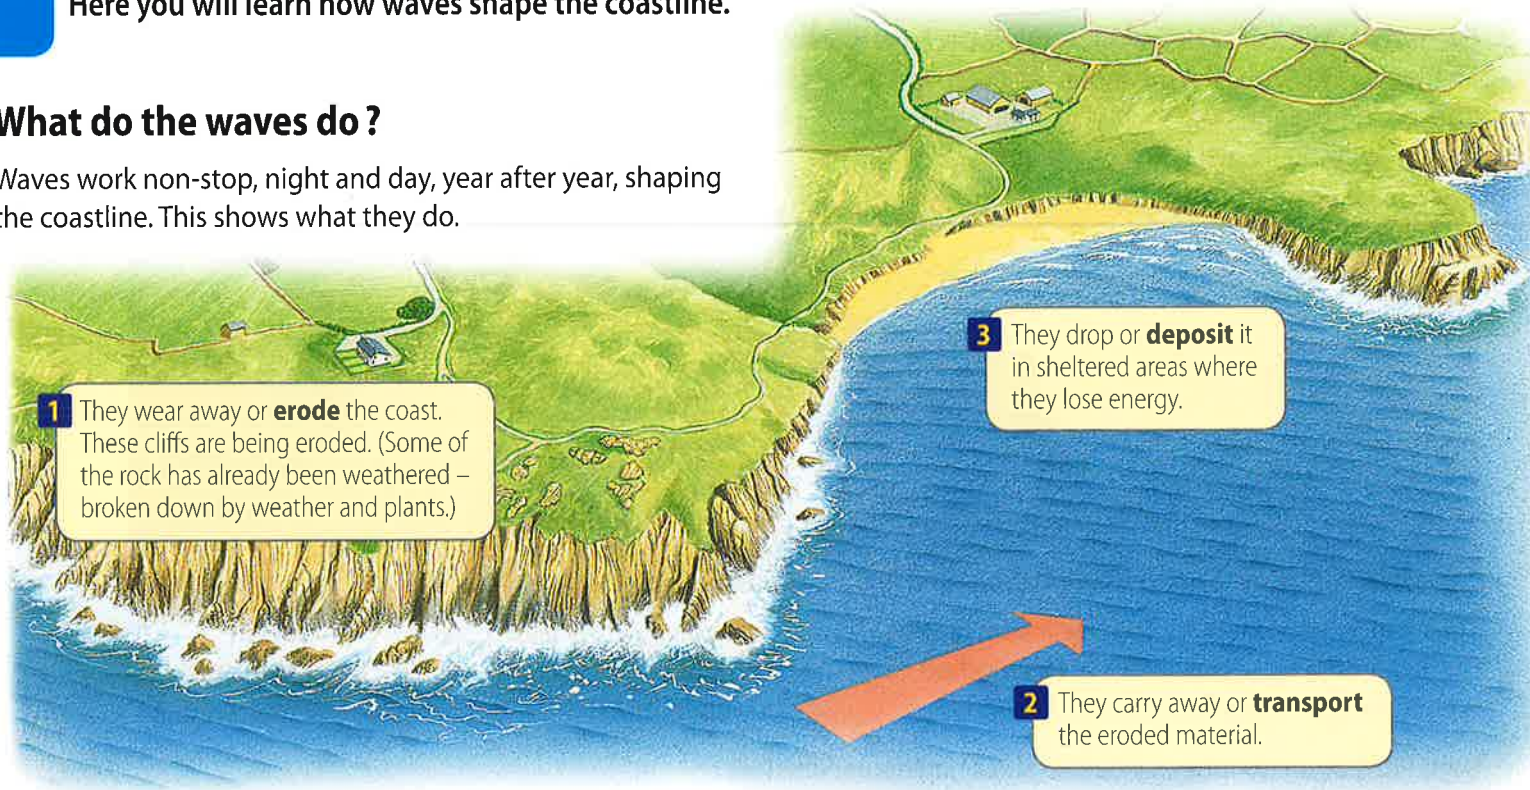 Here you will learn how waves shape the coastline.
What do the waves do?
Waves work non-stop, night and day, year after year, shaping
the coastline. This shows what they do.
1 They wear away or erode the coast.
These cliffs are being eroded. (Some of
the rock has already been weathered –
broken down by weather and plants.)
2 They carry away or transport
the eroded material.
3 They drop or deposit it
in sheltered areas where
they lose energy.